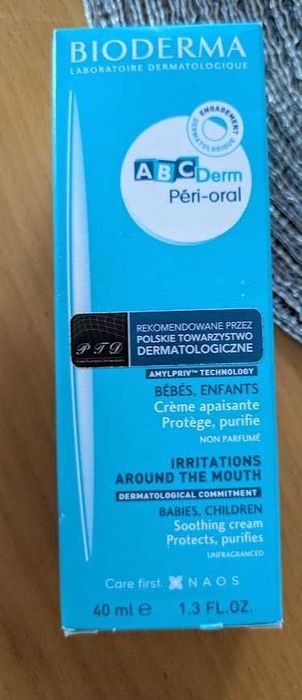 BIODERMA
LABORATOIRE DERMATOLOGIQUE
ENGAGEMENT
DERMATOLOGIQUE
ABCDerm
Péri-oral
PTD
REKOMENDOWANE PRZEZ
POLSKIE TOWARZYSTWO
DERMATOLOGICZNE
AMYLPRIV™ TECHNOLOGY
BÉBÉS, ENFANTS
Crème apaisante
Protège, purifie
NON PARFUMÉ
IRRITATIONS
AROUND THE MOUTH
DERMATOLOGICAL COMMITMENT
BABIES, CHILDREN
Soothing cream
Protects, purifies
UNFRAGRANCED
Care first. NAOS
40 ml ℮ 1.3 FL.OZ.